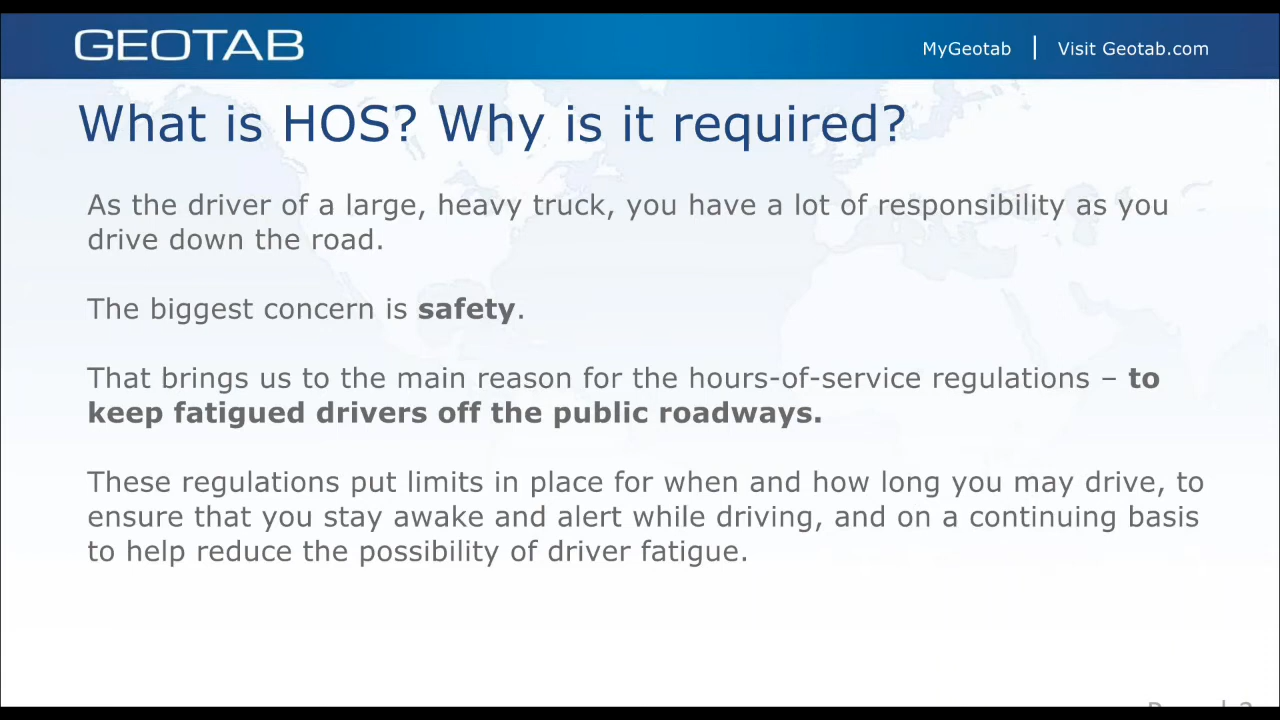 GEOTAB
MyGeotab | Visit Geotab.com
What is HOS? Why is it required?
As the driver of a large, heavy truck, you have a lot of responsibility as you
drive down the road.
The biggest concern is safety.
That brings us to the main reason for the hours-of-service regulations – to
keep fatigued drivers off the public roadways.
These regulations put limits in place for when and how long you may drive, to
ensure that you stay awake and alert while driving, and on a continuing basis
to help reduce the possibility of driver fatigue.